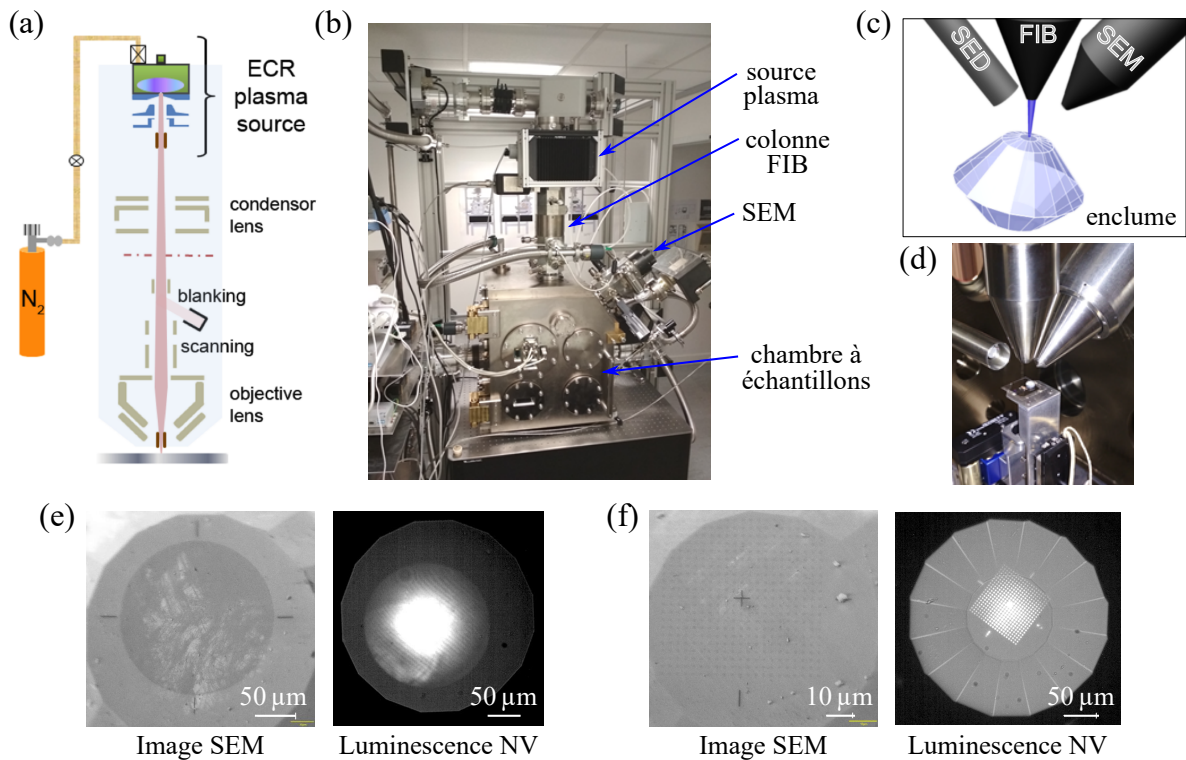 (a)
ECR
plasma
source
condensor
lens
N₂
blanking
scanning
objective
lens
(b)
source
plasma
colonne
FIB
SEM
chambre à
échantillons
(c)
SED
FIB
SEM
enclume
(d)
(e)
50 µm
Image SEM
50 µm
Luminescence NV
(f)
10 µm
Image SEM
50 µm
Luminescence NV